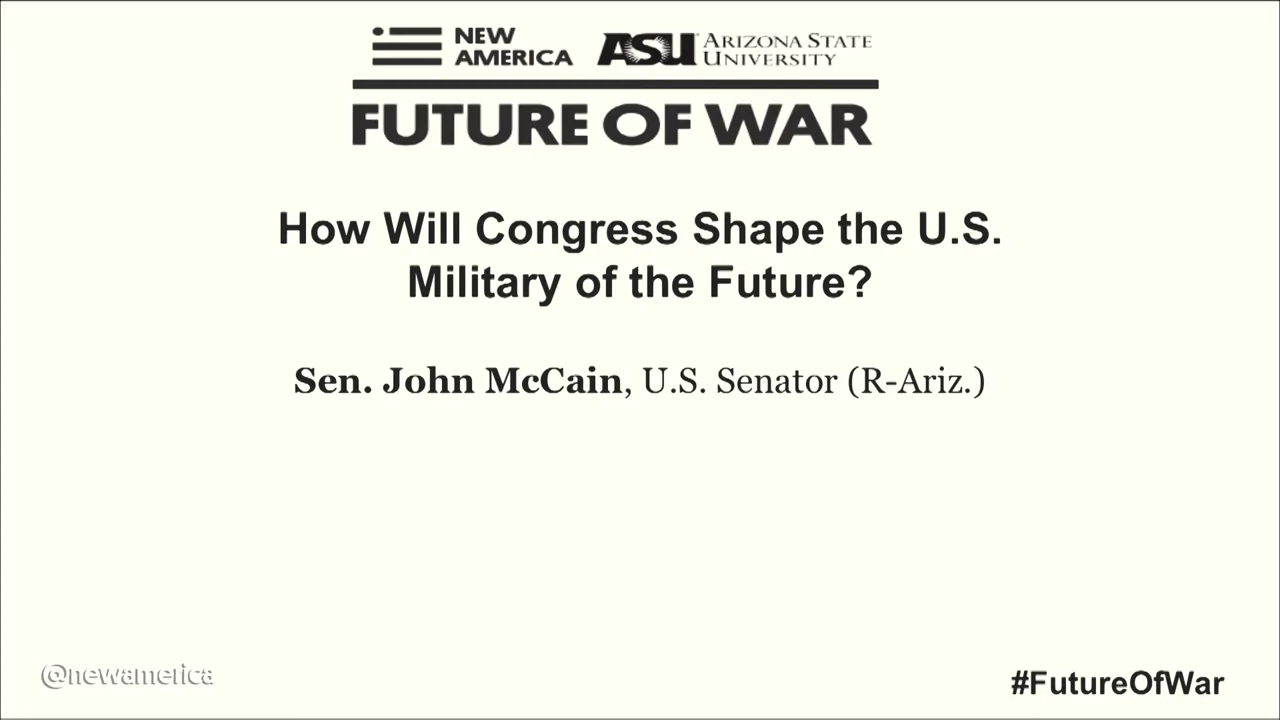 NEW
AMERICA
ASU ARIZONA STATE
UNIVERSITY
FUTURE OF WAR
How Will Congress Shape the U.S.
Military of the Future?
Sen. John McCain, U.S. Senator (R-Ariz.)
@newamerica
#FutureOfWar